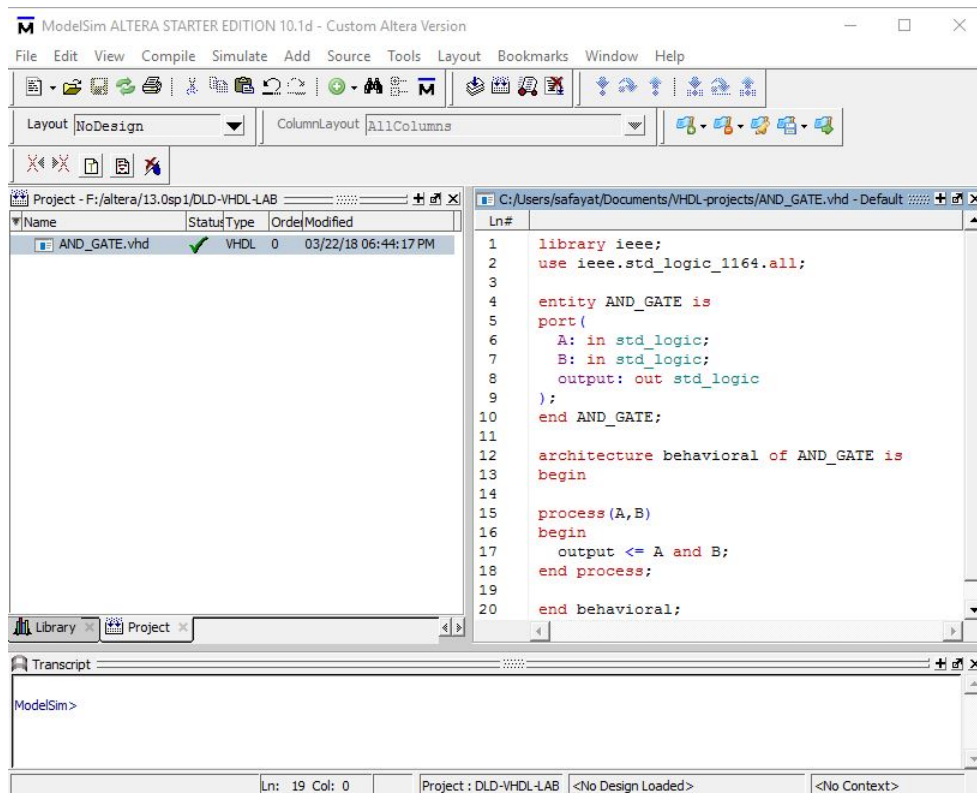 ModelSim ALTERA STARTER EDITION 10.1d - Custom Altera Version
File Edit View Compile Simulate Add Source Tools Layout Bookmarks Window Help
Layout NoDesign
ColumnLayout AllColumns
Project - F:/altera/13.0sp1/DLD-VHDL-LAB
Name Status Type Order Modified
AND_GATE.vhd VHDL 0 03/22/18 06:44:17 PM
Library
Project
C:/Users/safayat/Documents/VHDL-projects/AND_GATE.vhd - Default
Ln#
1 library ieee;
2 use ieee.std_logic_1164.all;
3
4 entity AND_GATE is
5 port(
6 A: in std_logic;
7 B: in std_logic;
8 output: out std_logic
9 );
10 end AND_GATE;
11
12 architecture behavioral of AND_GATE is
13 begin
14
15 process(A,B)
16 begin
17 output <= A and B;
18 end process;
19
20 end behavioral;
Transcript
ModelSim>
Ln: 19 Col: 0
Project : DLD-VHDL-LAB
<No Design Loaded>
<No Context>